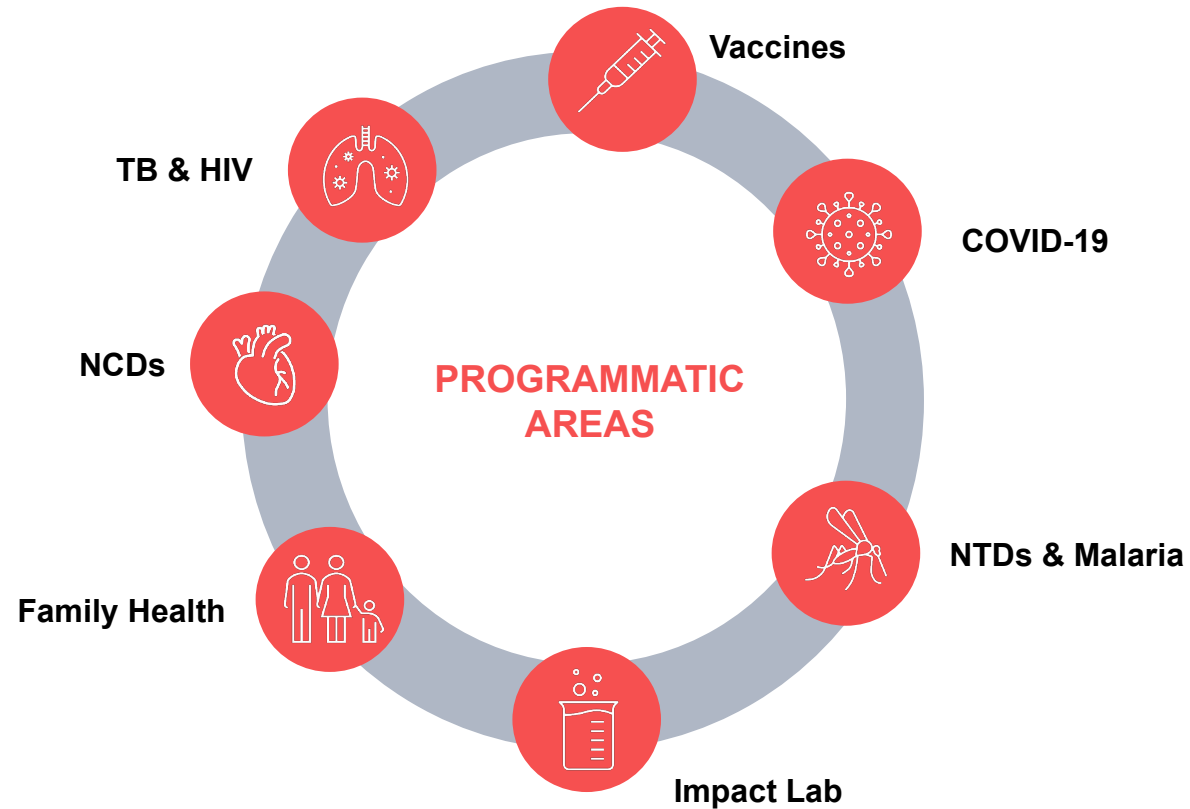 Vaccines
TB & HIV
COVID-19
NCDs
PROGRAMMATIC
AREAS
NTDs & Malaria
Family Health
Impact Lab